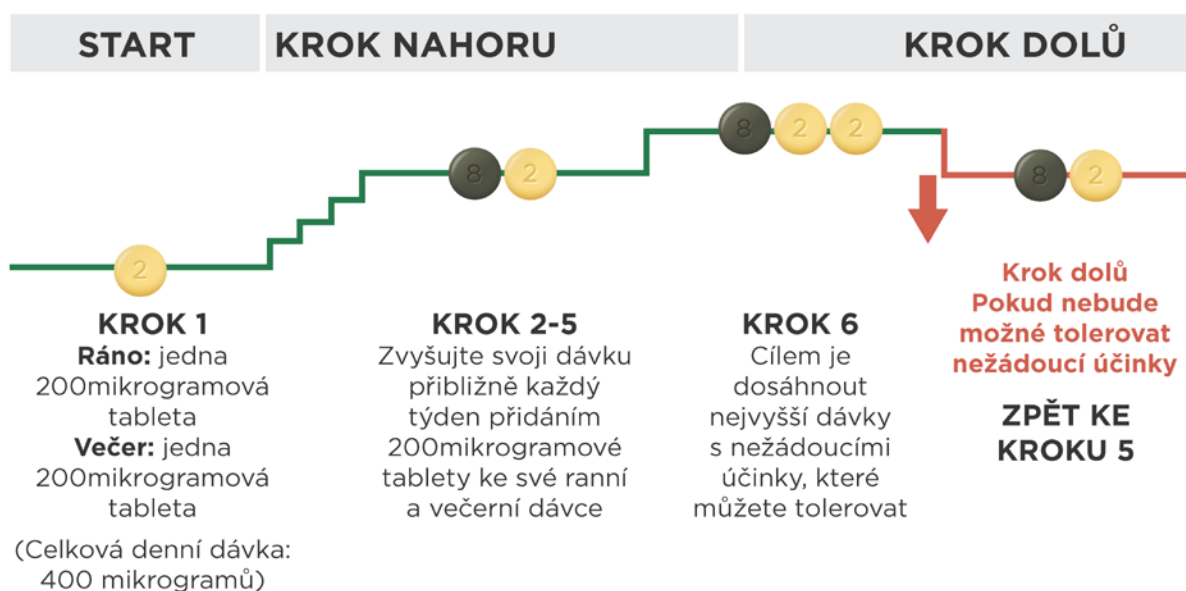 START
KROK NAHORU
KROK DOLŮ
2
8 2
8 2 2
8 2
KROK 1
Ráno: jedna
200mikrogramová
tableta
Večer: jedna
200mikrogramová
tableta
(Celková denní dávka:
400 mikrogramů)
KROK 2-5
Zvyšujte svoji dávku
přibližně každý
týden přidáním
200mikrogramové
tablety ke své ranní
a večerní dávce
KROK 6
Cílem je
dosáhnout
nejvyšší dávky
s nežádoucími
účinky, které
můžete tolerovat
Krok dolů
Pokud nebude
možné tolerovat
nežádoucí účinky
ZPĚT KE
KROKU 5